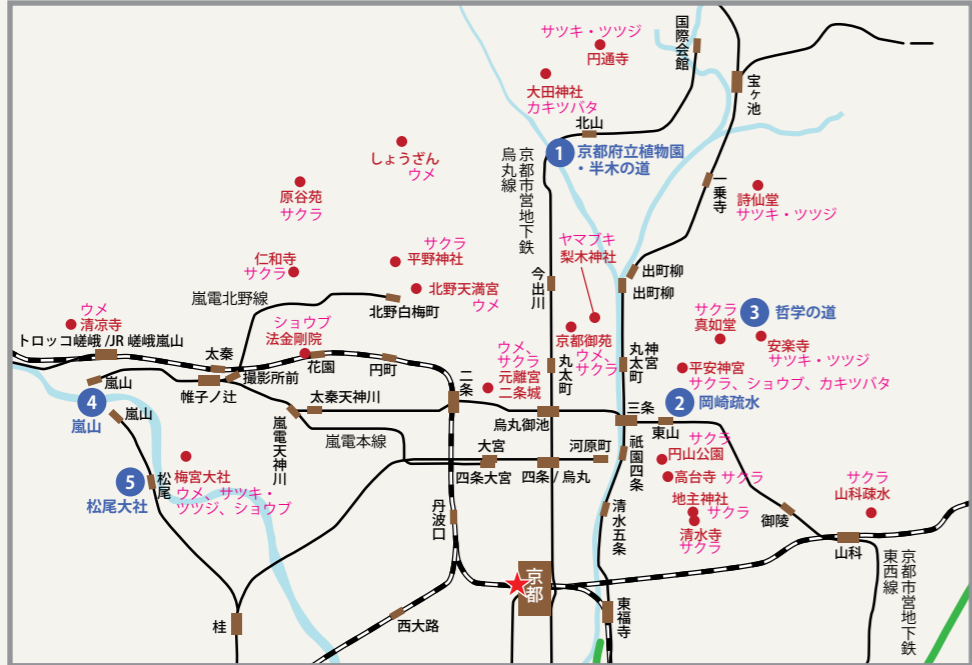 サツキ・ツツジ
円通寺
国際会館
大田神社
カキツバタ
宝ヶ池
北山
1 京都府立植物園
・半木の道
京都市営地下鉄
烏丸線
しょうざん
ウメ
一乗寺
原谷苑
サクラ
詩仙堂
サツキ・ツツジ
ヤマブキ
梨木神社
サクラ
平野神社
仁和寺
サクラ
出町柳
出町柳
今出川
北野天満宮
ウメ
嵐電北野線
北野白梅町
ウメ
清凉寺
トロッコ嵯峨/JR 嵯峨嵐山
ショウブ
法金剛院
花園
円町
太秦
撮影所前
帷子ノ辻
サクラ
真如堂
3 哲学の道
安楽寺
サツキ・ツツジ
京都御苑
ウメ、
サクラ
丸太町
神宮
丸太町
ウメ、
サクラ
元離宮
二条城
二条
平安神宮
サクラ、ショウブ、カキツバタ
2 岡崎疏水
嵐山
4
嵐山
嵐山
太秦天神川
嵐電天神川
嵐電本線
烏丸御池
三条
東山
大宮
四条大宮
河原町
四条/烏丸
祇園四条
サクラ
円山公園
高台寺 サクラ
地主神社
サクラ
清水寺
サクラ
サクラ
山科疏水
御陵
山科
5
松尾大社
松尾
梅宮大社
ウメ、サツキ・
ツツジ、ショウブ
丹波口
清水五条
京都
東福寺
京都市営地下鉄
東西線
桂
西大路